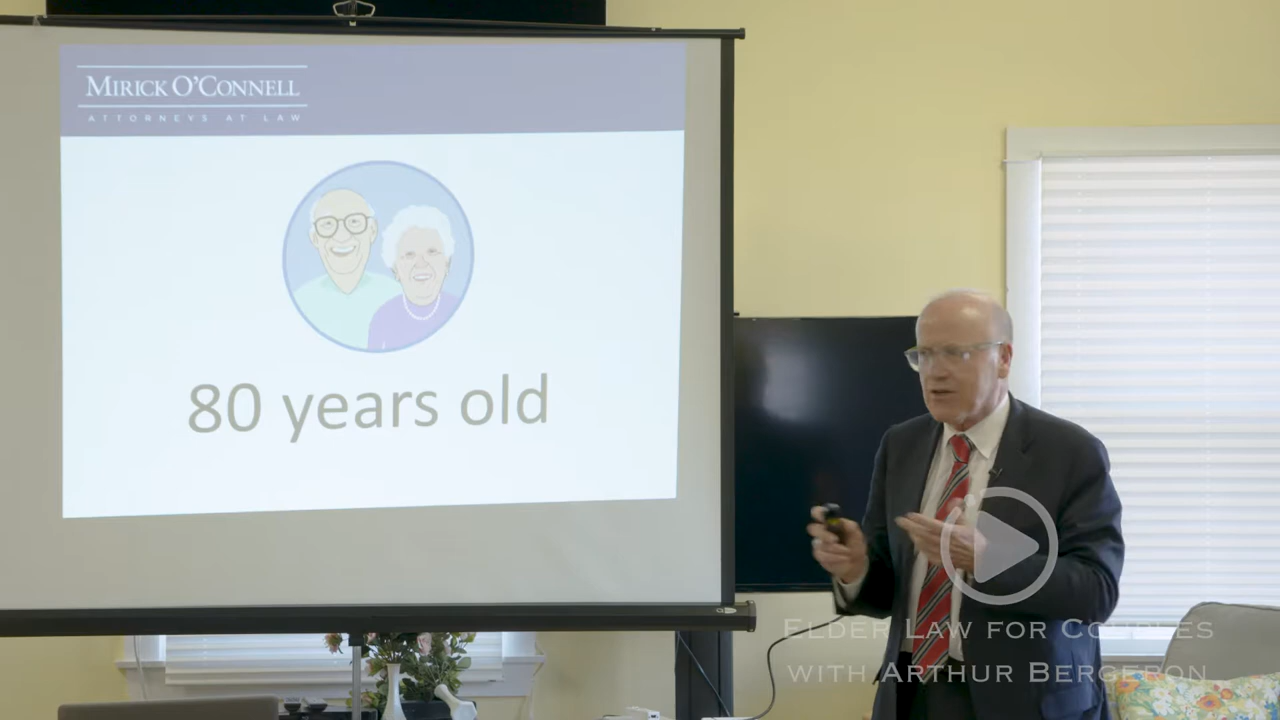 MIRICK O'CONNELL
ATTORNEYS AT LAW
80 years old
ELDER LAW FOR COUPLES
WITH ARTHUR BERGERON